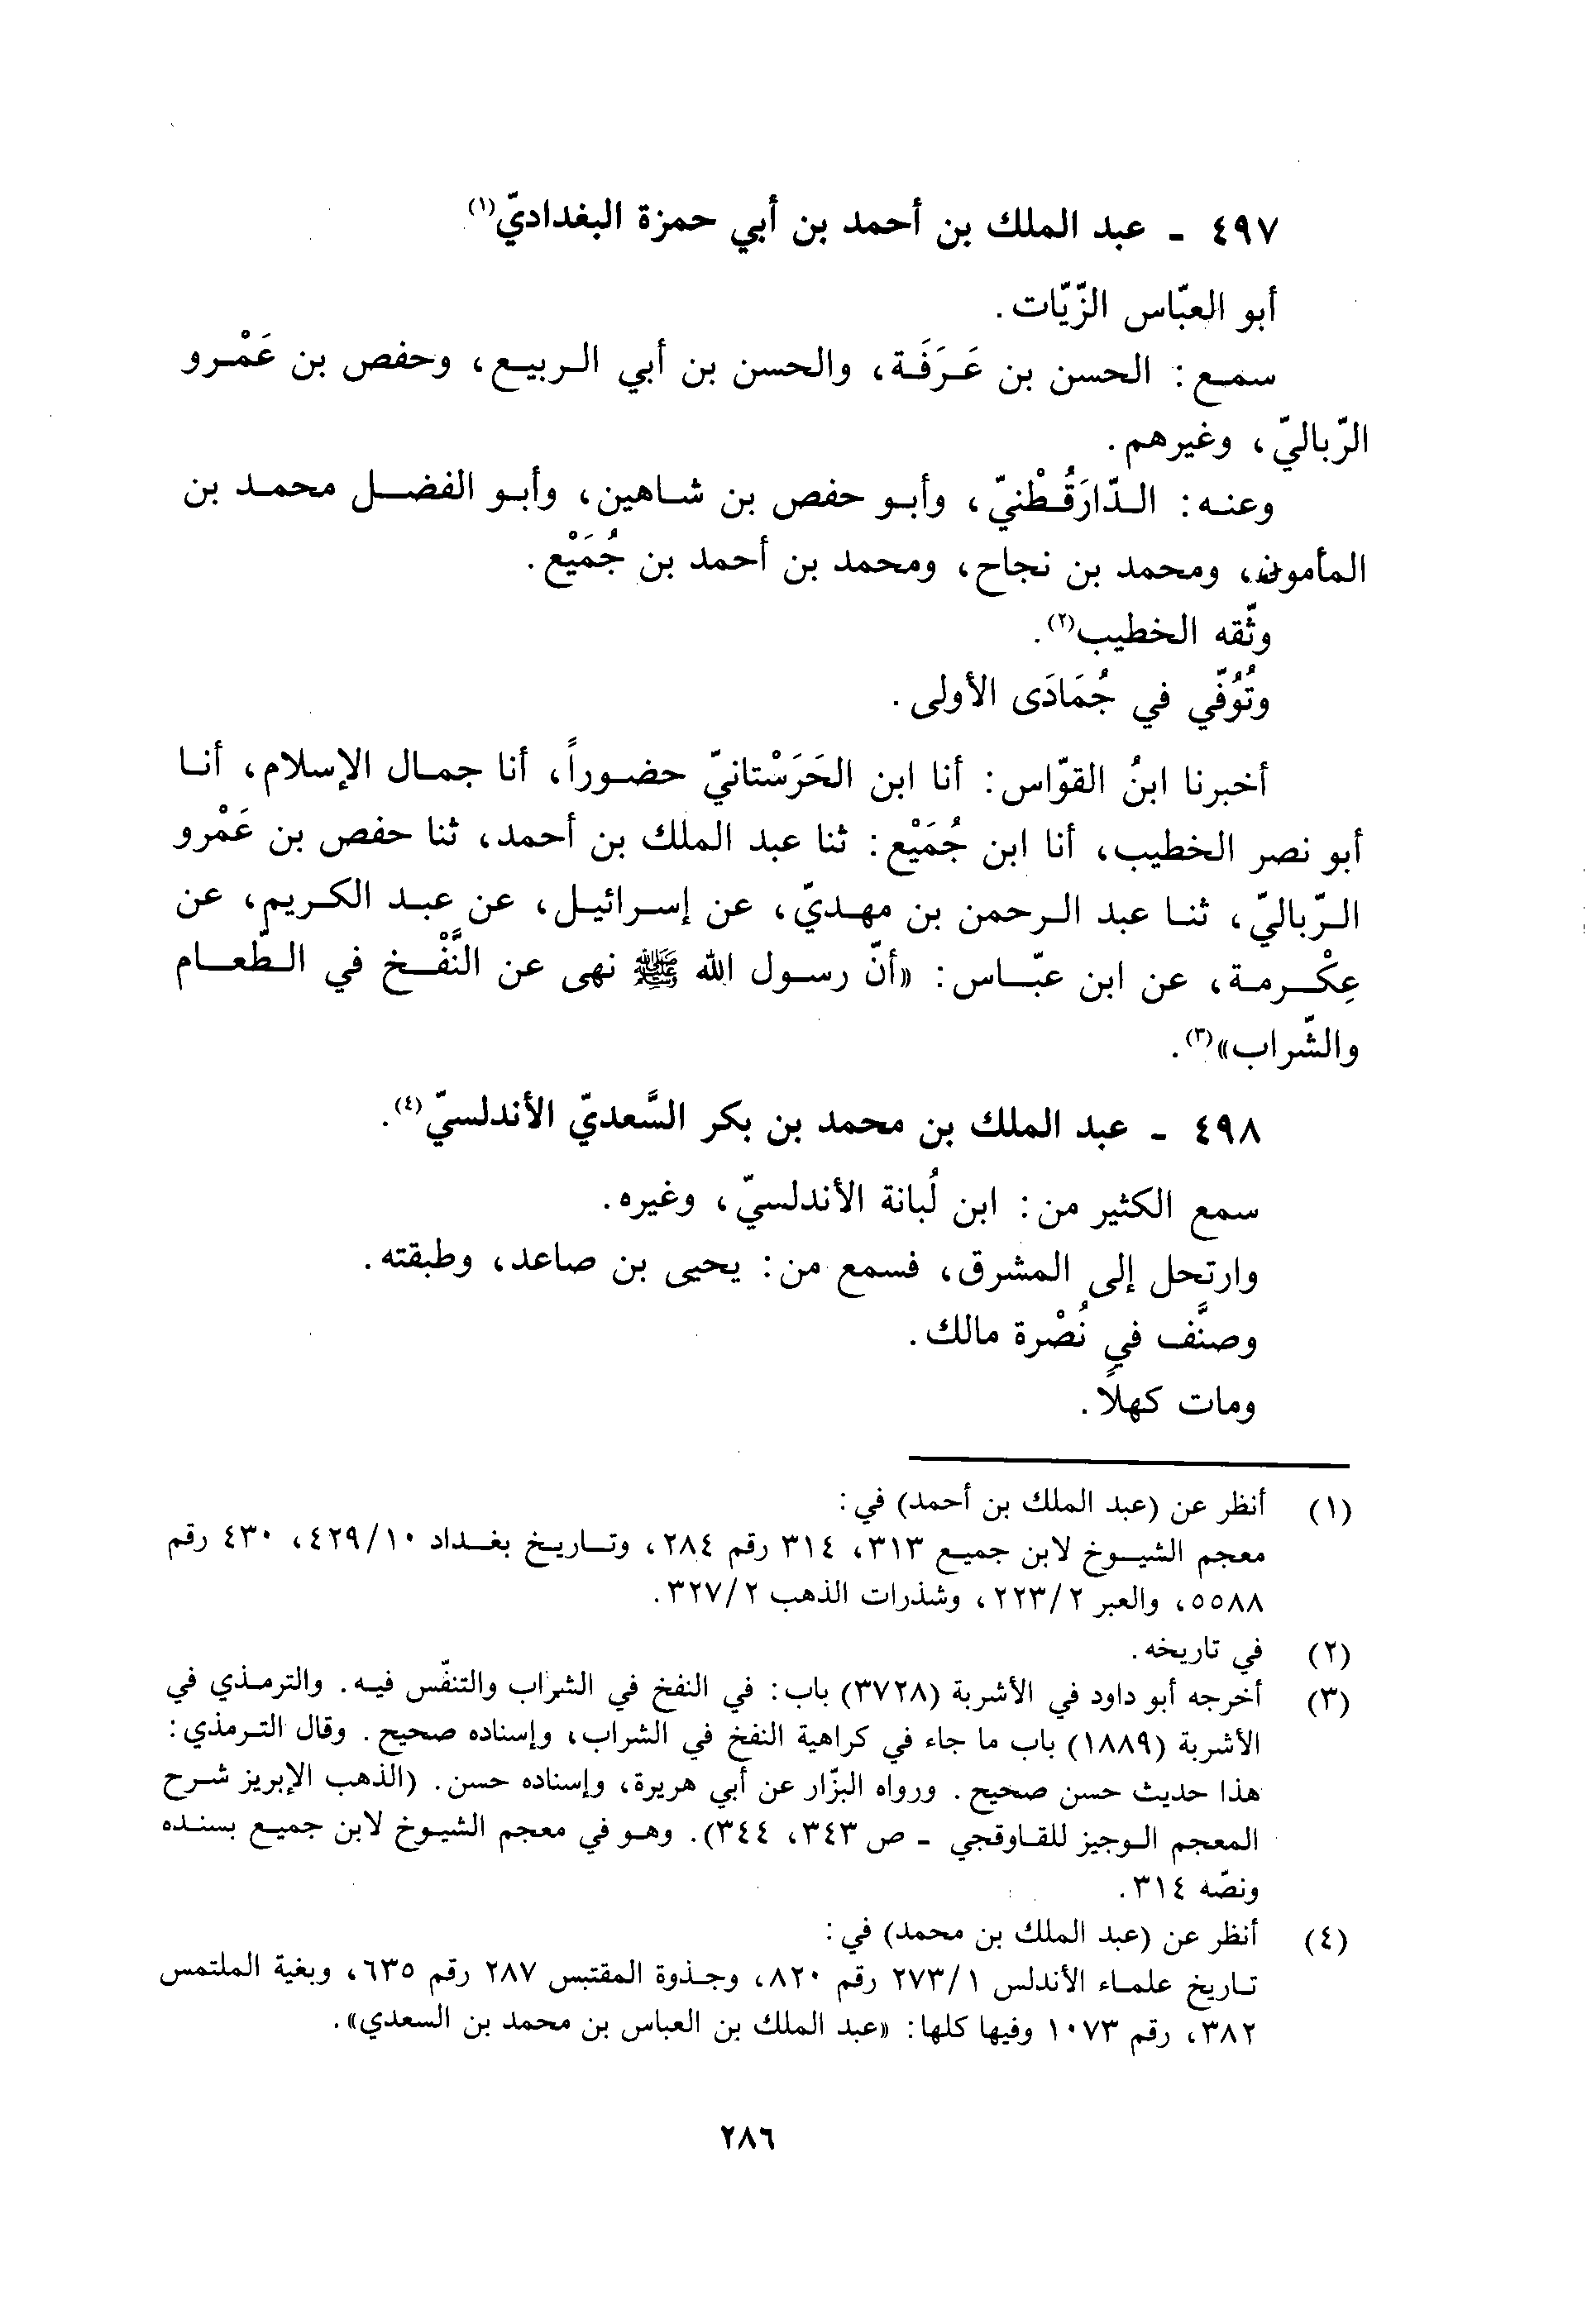 ٤٩٧ - عبد الملك بن أحمد بن أبي حمزة البغداديّ(١)
أبو العبّاس الزّيّات.
سمع: الحسن بن عَرَفَة، والحسن بن أبي الربيع، وحفص بن عَمْرو
الرّباليّ، وغيرهم.
وعنه: الدّارَقُطْنيّ، وأبو حفص بن شاهين، وأبو الفضل محمد بن
المأمون، ومحمد بن نجاح، ومحمد بن أحمد بن جُمَيْع.
وثّقه الخطيب(٢).
وتُوُفّي في جُمَادَى الأولى.
أخبرنا ابنُ القوّاس: أنا ابن الحَرَسْتانيّ حضوراً، أنا جمال الإسلام، أنا
أبو نصر الخطيب، أنا ابن جُمَيْع: ثنا عبد الملك بن أحمد، ثنا حفص بن عَمْرو
الرّباليّ، ثنا عبد الرحمن بن مهديّ، عن إسرائيل، عن عبد الكريم، عن
عِكْرمة، عن ابن عبّاس: «أنّ رسول الله ﷺ نهى عن النَّفْخ في الطّعام
والشّراب»(٣).
٤٩٨ - عبد الملك بن محمد بن بكر السَّعديّ الأندلسيّ(٤).
سمع الكثير من: ابن لُبانة الأندلسيّ، وغيره.
وارتحل إلى المشرق، فسمع من: يحيى بن صاعد، وطبقته.
وصنَّف في نُصْرة مالك.
ومات كهلاً.
(١) أنظر عن (عبد الملك بن أحمد) في:
معجم الشيوخ لابن جميع ٣١٣، ٣١٤ رقم ٢٨٤، وتاريخ بغداد ٤٢٩/١٠، ٤٣٠ رقم
٥٥٨٨، والعبر ٢٢٣/٢، وشذرات الذهب ٣٢٧/٢.
(٢) في تاريخه.
(٣) أخرجه أبو داود في الأشربة (٣٧٢٨) باب: في النفخ في الشراب والتنفّس فيه. والترمذي في
الأشربة (١٨٨٩) باب ما جاء في كراهية النفخ في الشراب، وإسناده صحيح. وقال الترمذي:
هذا حديث حسن صحيح. ورواه البزّار عن أبي هريرة، وإسناده حسن. (الذهب الإبريز شرح
المعجم الوجيز للقاوقجي - ص ٣٤٣، ٣٤٤). وهو في معجم الشيوخ لابن جميع بسنده
ونصّه ٣١٤.
(٤) أنظر عن (عبد الملك بن محمد) في:
تاريخ علماء الأندلس ٢٧٣/١ رقم ٨٢٠، وجذوة المقتبس ٢٨٧ رقم ٦٣٥، وبغية الملتمس
٣٨٢، رقم ١٠٧٣ وفيها كلها: «عبد الملك بن العباس بن محمد بن السعدي».
٢٨٦